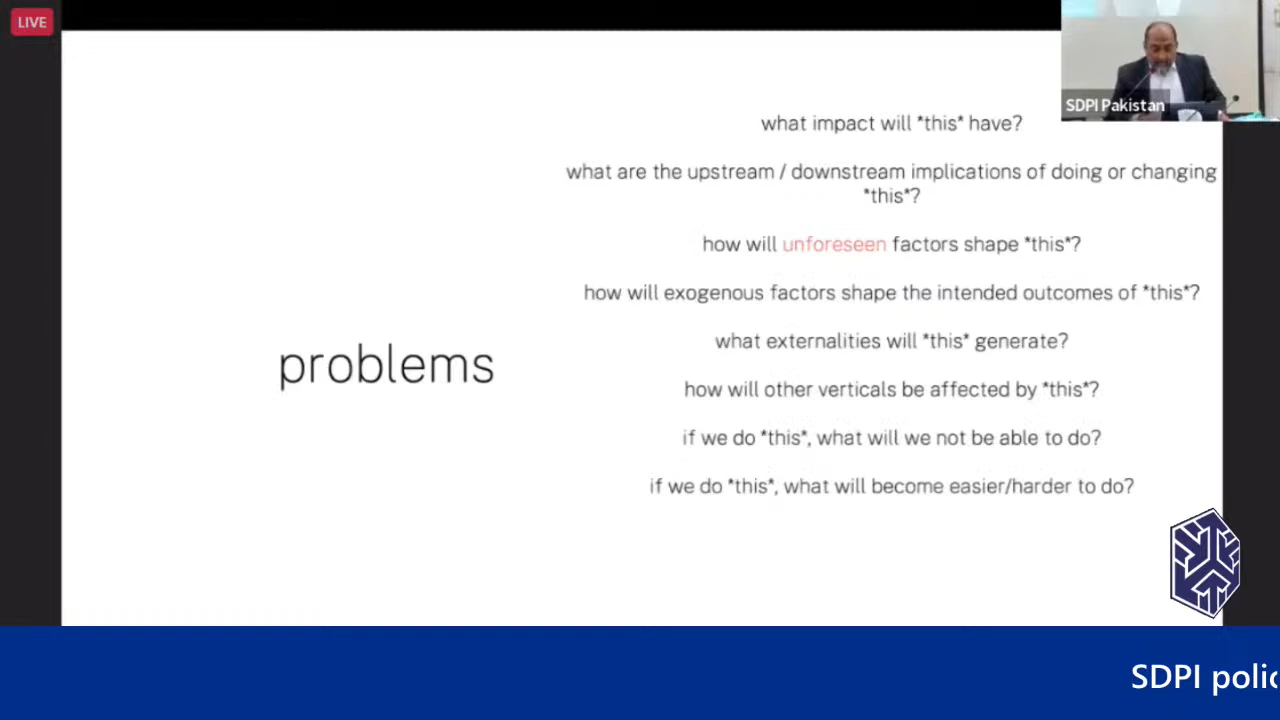 LIVE
SDPI Pakistan
what impact will *this* have?
what are the upstream / downstream implications of doing or changing
*this*?
how will unforeseen factors shape *this*?
how will exogenous factors shape the intended outcomes of *this*?
what externalities will *this* generate?
problems
how will other verticals be affected by *this*?
if we do *this*, what will we not be able to do?
if we do *this*, what will become easier/harder to do?
SDPI